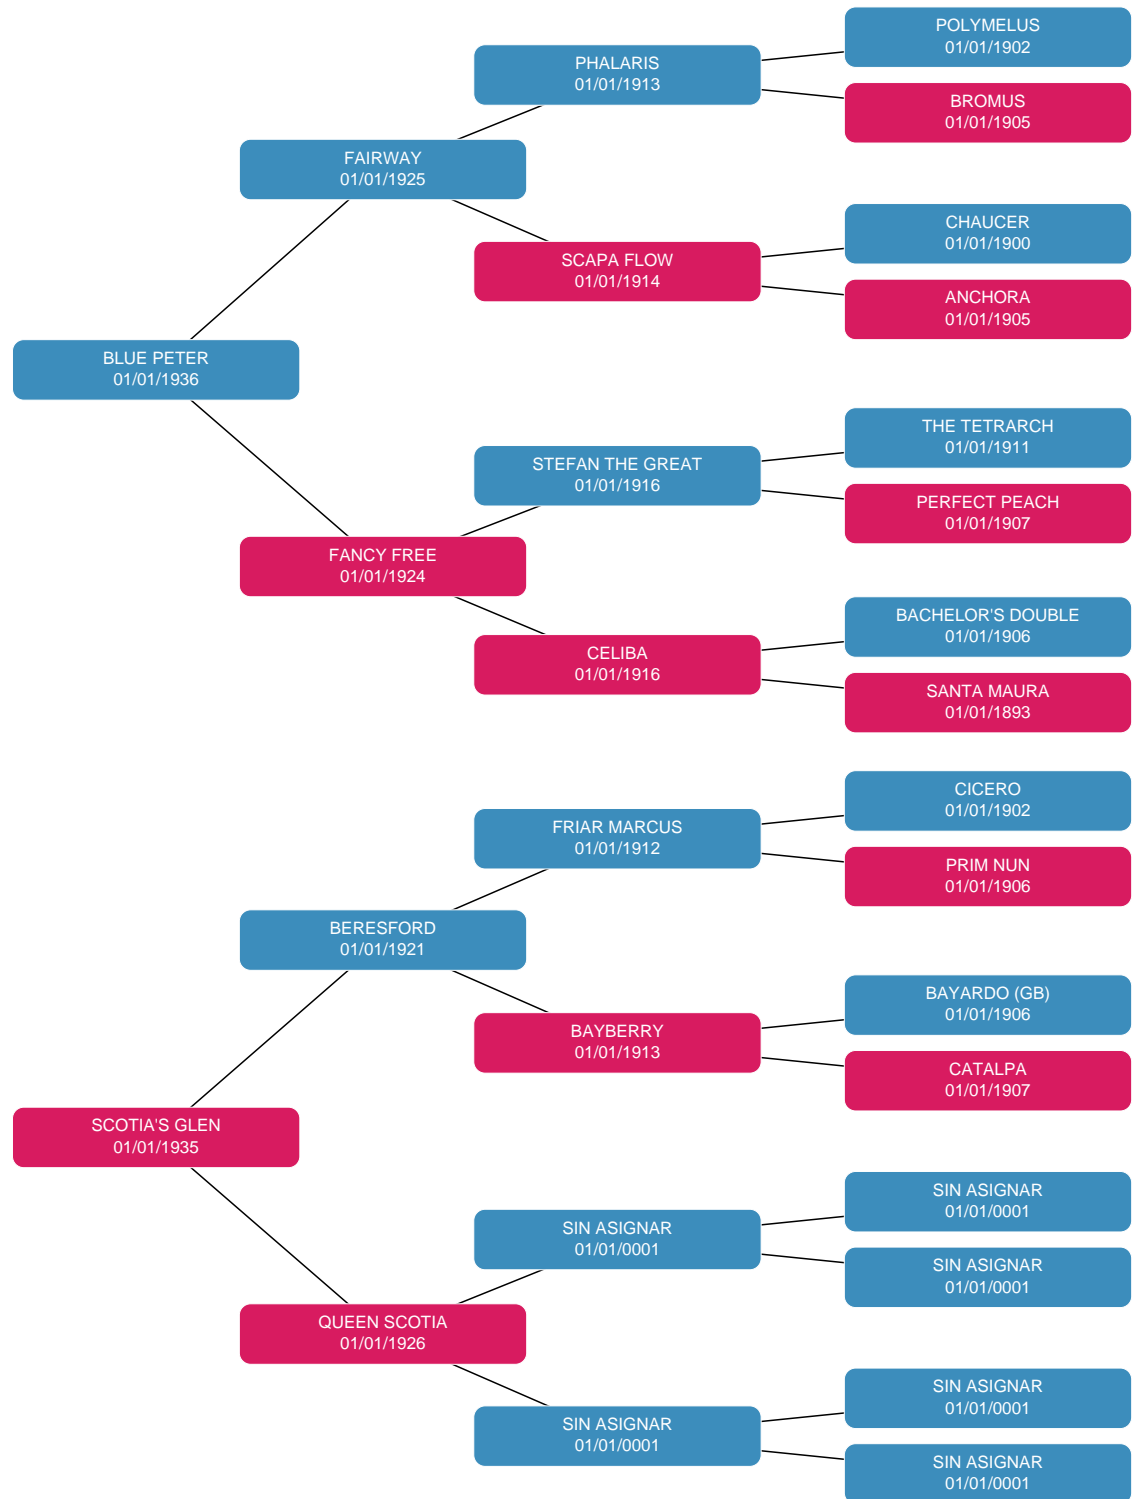 POLYMELUS
01/01/1902
PHALARIS
01/01/1913
BROMUS
01/01/1905
FAIRWAY
01/01/1925
CHAUCER
01/01/1900
SCAPA FLOW
01/01/1914
ANCHORA
01/01/1905
BLUE PETER
01/01/1936
THE TETRARCH
01/01/1911
STEFAN THE GREAT
01/01/1916
PERFECT PEACH
01/01/1907
FANCY FREE
01/01/1924
BACHELOR'S DOUBLE
01/01/1906
CELIBA
01/01/1916
SANTA MAURA
01/01/1893
CICERO
01/01/1902
FRIAR MARCUS
01/01/1912
PRIM NUN
01/01/1906
BERESFORD
01/01/1921
BAYARDO (GB)
01/01/1906
BAYBERRY
01/01/1913
CATALPA
01/01/1907
SCOTIA'S GLEN
01/01/1935
SIN ASIGNAR
01/01/0001
SIN ASIGNAR
01/01/0001
SIN ASIGNAR
01/01/0001
QUEEN SCOTIA
01/01/1926
SIN ASIGNAR
01/01/0001
SIN ASIGNAR
01/01/0001
SIN ASIGNAR
01/01/0001